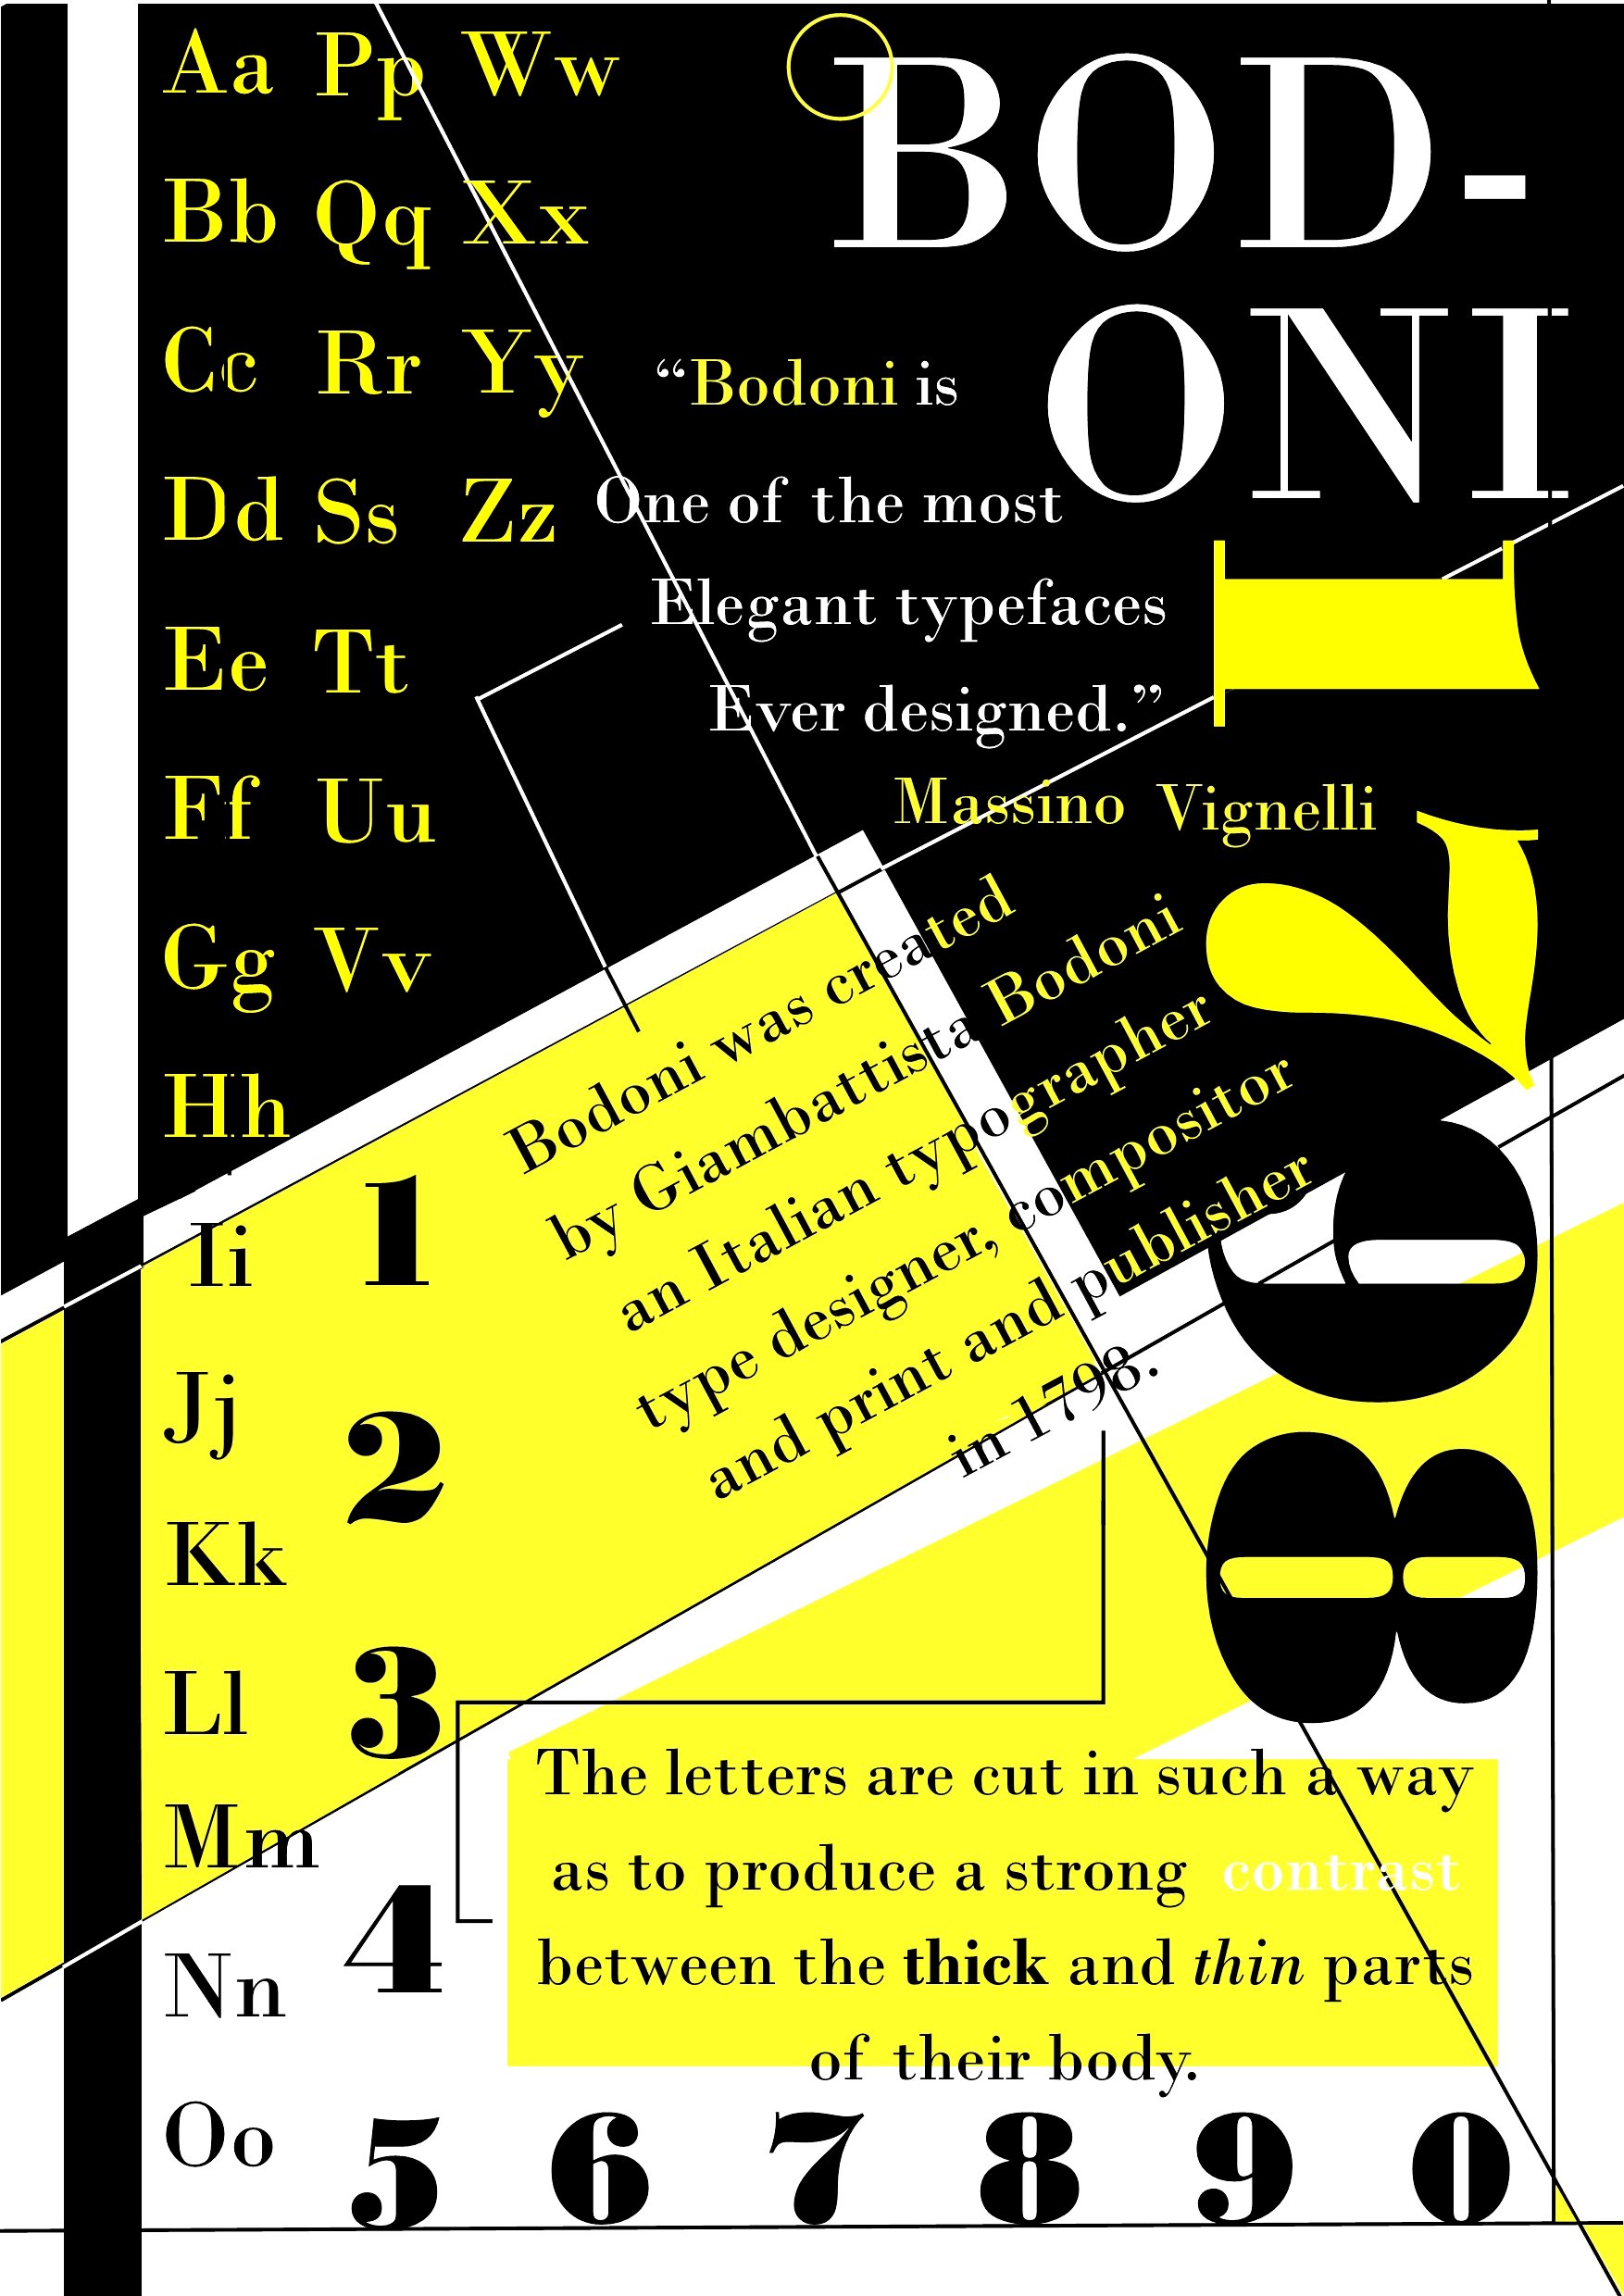 BOD-
ONI
Aa Pp Ww
Bb Qq Xx
Cc Rr Yy
Dd Ss Zz
Ee Tt
Ff Uu
Gg Vv
Hh
Ii
Jj
Kk
Ll
Mm
Nn
Oo
“Bodoni is
One of the most
Elegant typefaces
Ever designed.”
Massino Vignelli
1798
Bodoni was created
by Giambattista Bodoni
an Italian typographer
type designer, compositor
and print and publisher
in 1798.
The letters are cut in such a way
as to produce a strong contrast
between the thick and thin parts
of their body.
1
2
3
4
5 6 7 8 9 0